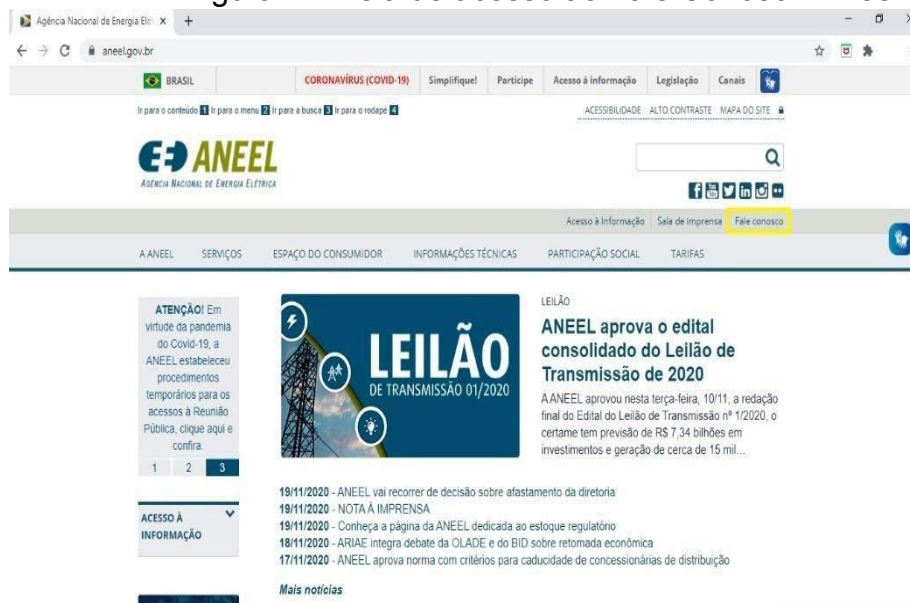 Agência Nacional de Energia Elé
aneel.gov.br
BRASIL CORONAVÍRUS (COVID-19) Simplifique! Participe Acesso à informação Legislação Canais
Ir para o conteúdo 1 Ir para o menu 2 Ir para a busca 3 Ir para o rodapé 4
ACESSIBILIDADE ALTO CONTRASTE MAPA DO SITE
ANEEL
AGÊNCIA NACIONAL DE ENERGIA ELÉTRICA
Acesso à Informação Sala de imprensa Fale conosco
A ANEEL SERVIÇOS ESPAÇO DO CONSUMIDOR INFORMAÇÕES TÉCNICAS PARTICIPAÇÃO SOCIAL TARIFAS
ATENÇÃO! Em
virtude da pandemia
do Covid-19, a
ANEEL estabeleceu
procedimentos
temporários para os
acessos à Reunião
Pública, clique aqui e
confira.
1 2 3
ACESSO À
INFORMAÇÃO
LEILÃO
DE TRANSMISSÃO 01/2020
LEILÃO
ANEEL aprova o edital
consolidado do Leilão de
Transmissão de 2020
A ANEEL aprovou nesta terça-feira, 10/11, a redação
final do Edital do Leilão de Transmissão nº 1/2020, o
certame tem previsão de R$ 7,34 bilhões em
investimentos e geração de cerca de 15 mil...
19/11/2020 - ANEEL vai recorrer de decisão sobre afastamento da diretoria
19/11/2020 - NOTA À IMPRENSA
19/11/2020 - Conheça a página da ANEEL dedicada ao estoque regulatório
18/11/2020 - ARIAE integra debate da OLADE e do BID sobre retomada econômica
17/11/2020 - ANEEL aprova norma com critérios para caducidade de concessionárias de distribuição
Mais notícias